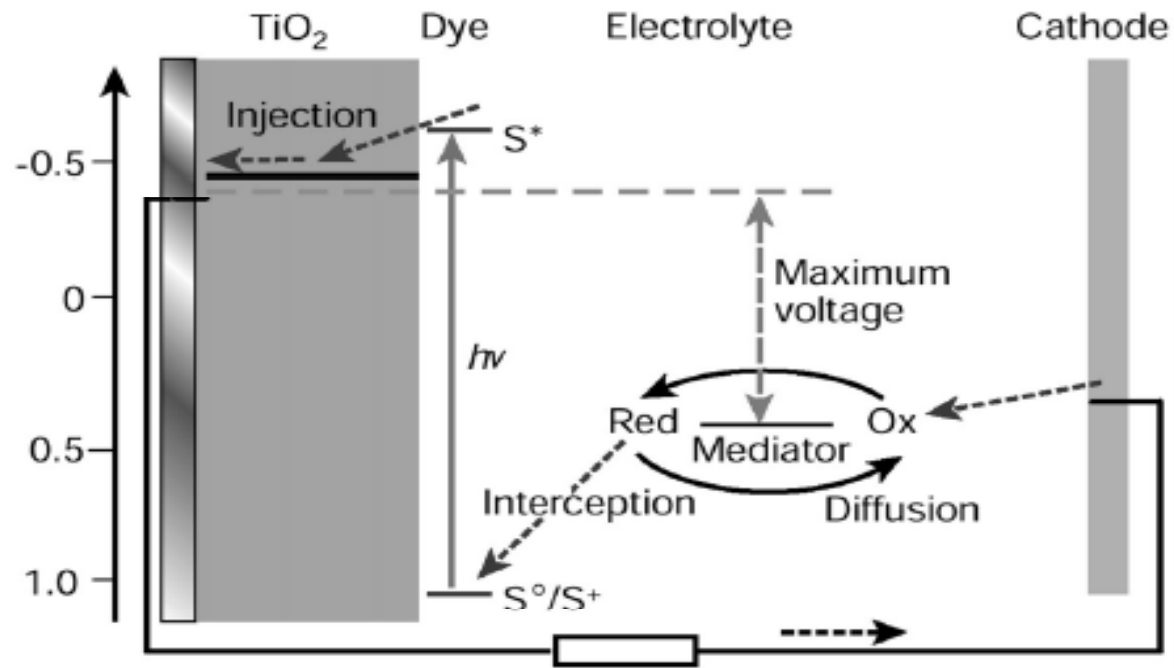 TiO₂
Dye
Electrolyte
Cathode
Injection
S*
-0.5
Maximum
voltage
0
hν
Red
Ox
Mediator
0.5
Interception
Diffusion
1.0
S°/S⁺